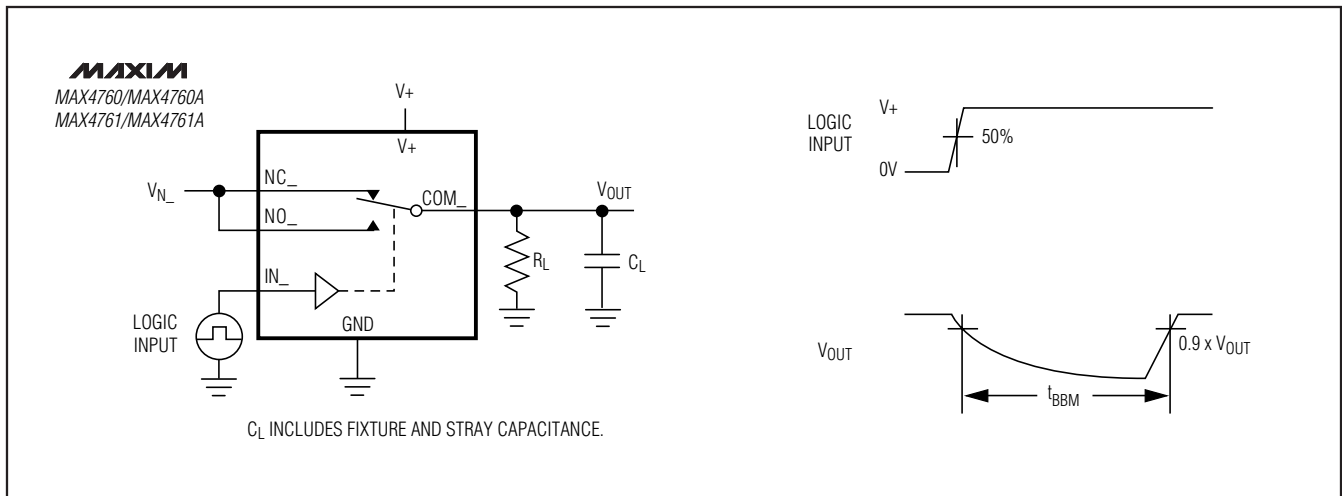 MAXIM
MAX4760/MAX4760A
MAX4761/MAX4761A
V+
V+
V_N_
NC_
NO_
COM_
V_OUT
IN_
R_L
C_L
LOGIC
INPUT
GND
C_L INCLUDES FIXTURE AND STRAY CAPACITANCE.
LOGIC
INPUT
V+
50%
0V
V_OUT
0.9 x V_OUT
t_BBM